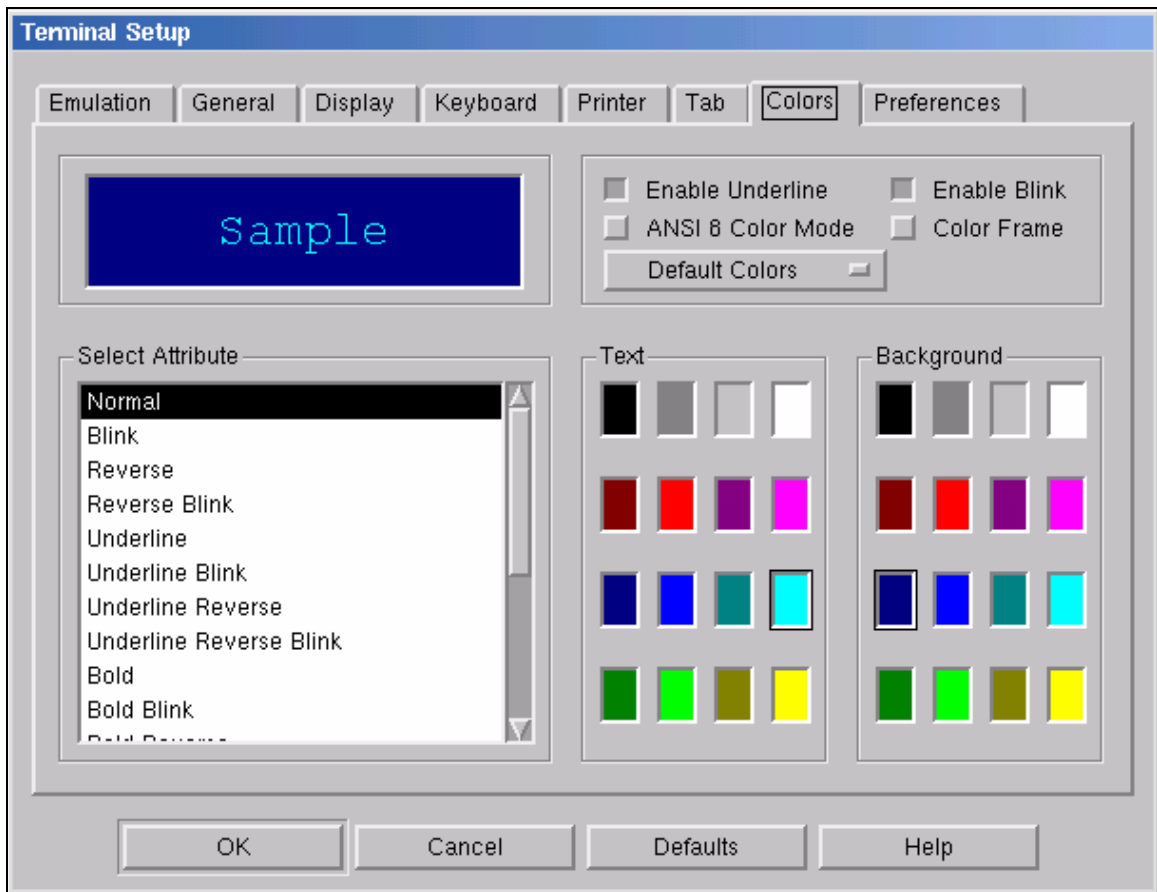 Terminal Setup
Emulation General Display Keyboard Printer Tab Colors Preferences
Sample
Enable Underline Enable Blink
ANSI 8 Color Mode Color Frame
Default Colors
Select Attribute
Normal
Blink
Reverse
Reverse Blink
Underline
Underline Blink
Underline Reverse
Underline Reverse Blink
Bold
Bold Blink
Bold Reverse
Text
Background
OK Cancel Defaults Help